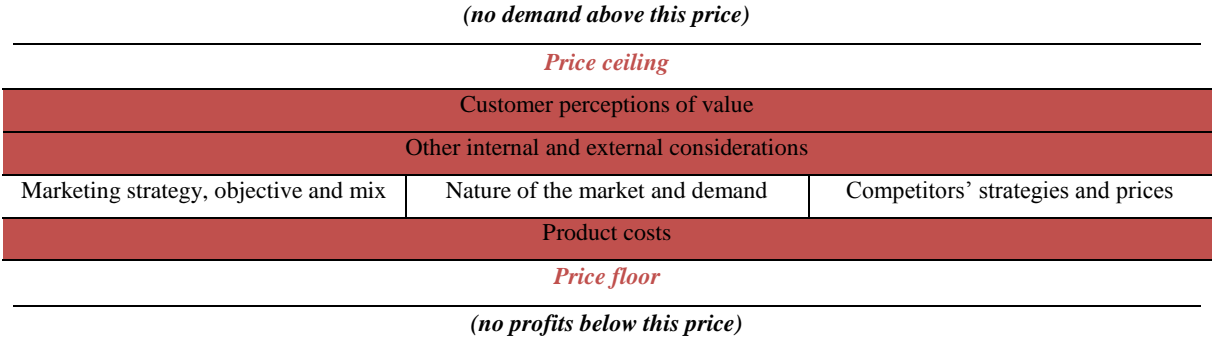 (no demand above this price)
Price ceiling
Customer perceptions of value
Other internal and external considerations
Marketing strategy, objective and mix
Nature of the market and demand
Competitors’ strategies and prices
Product costs
Price floor
(no profits below this price)